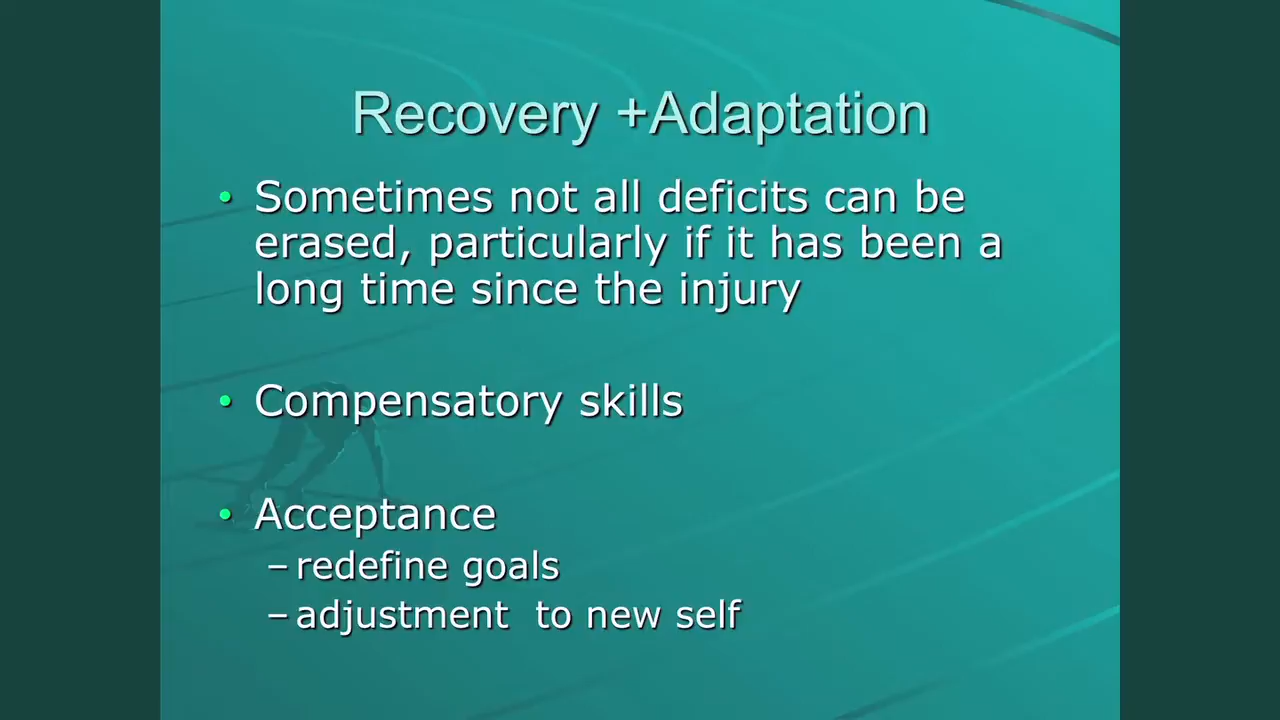 Recovery +Adaptation
• Sometimes not all deficits can be
erased, particularly if it has been a
long time since the injury
• Compensatory skills
• Acceptance
– redefine goals
– adjustment  to new self